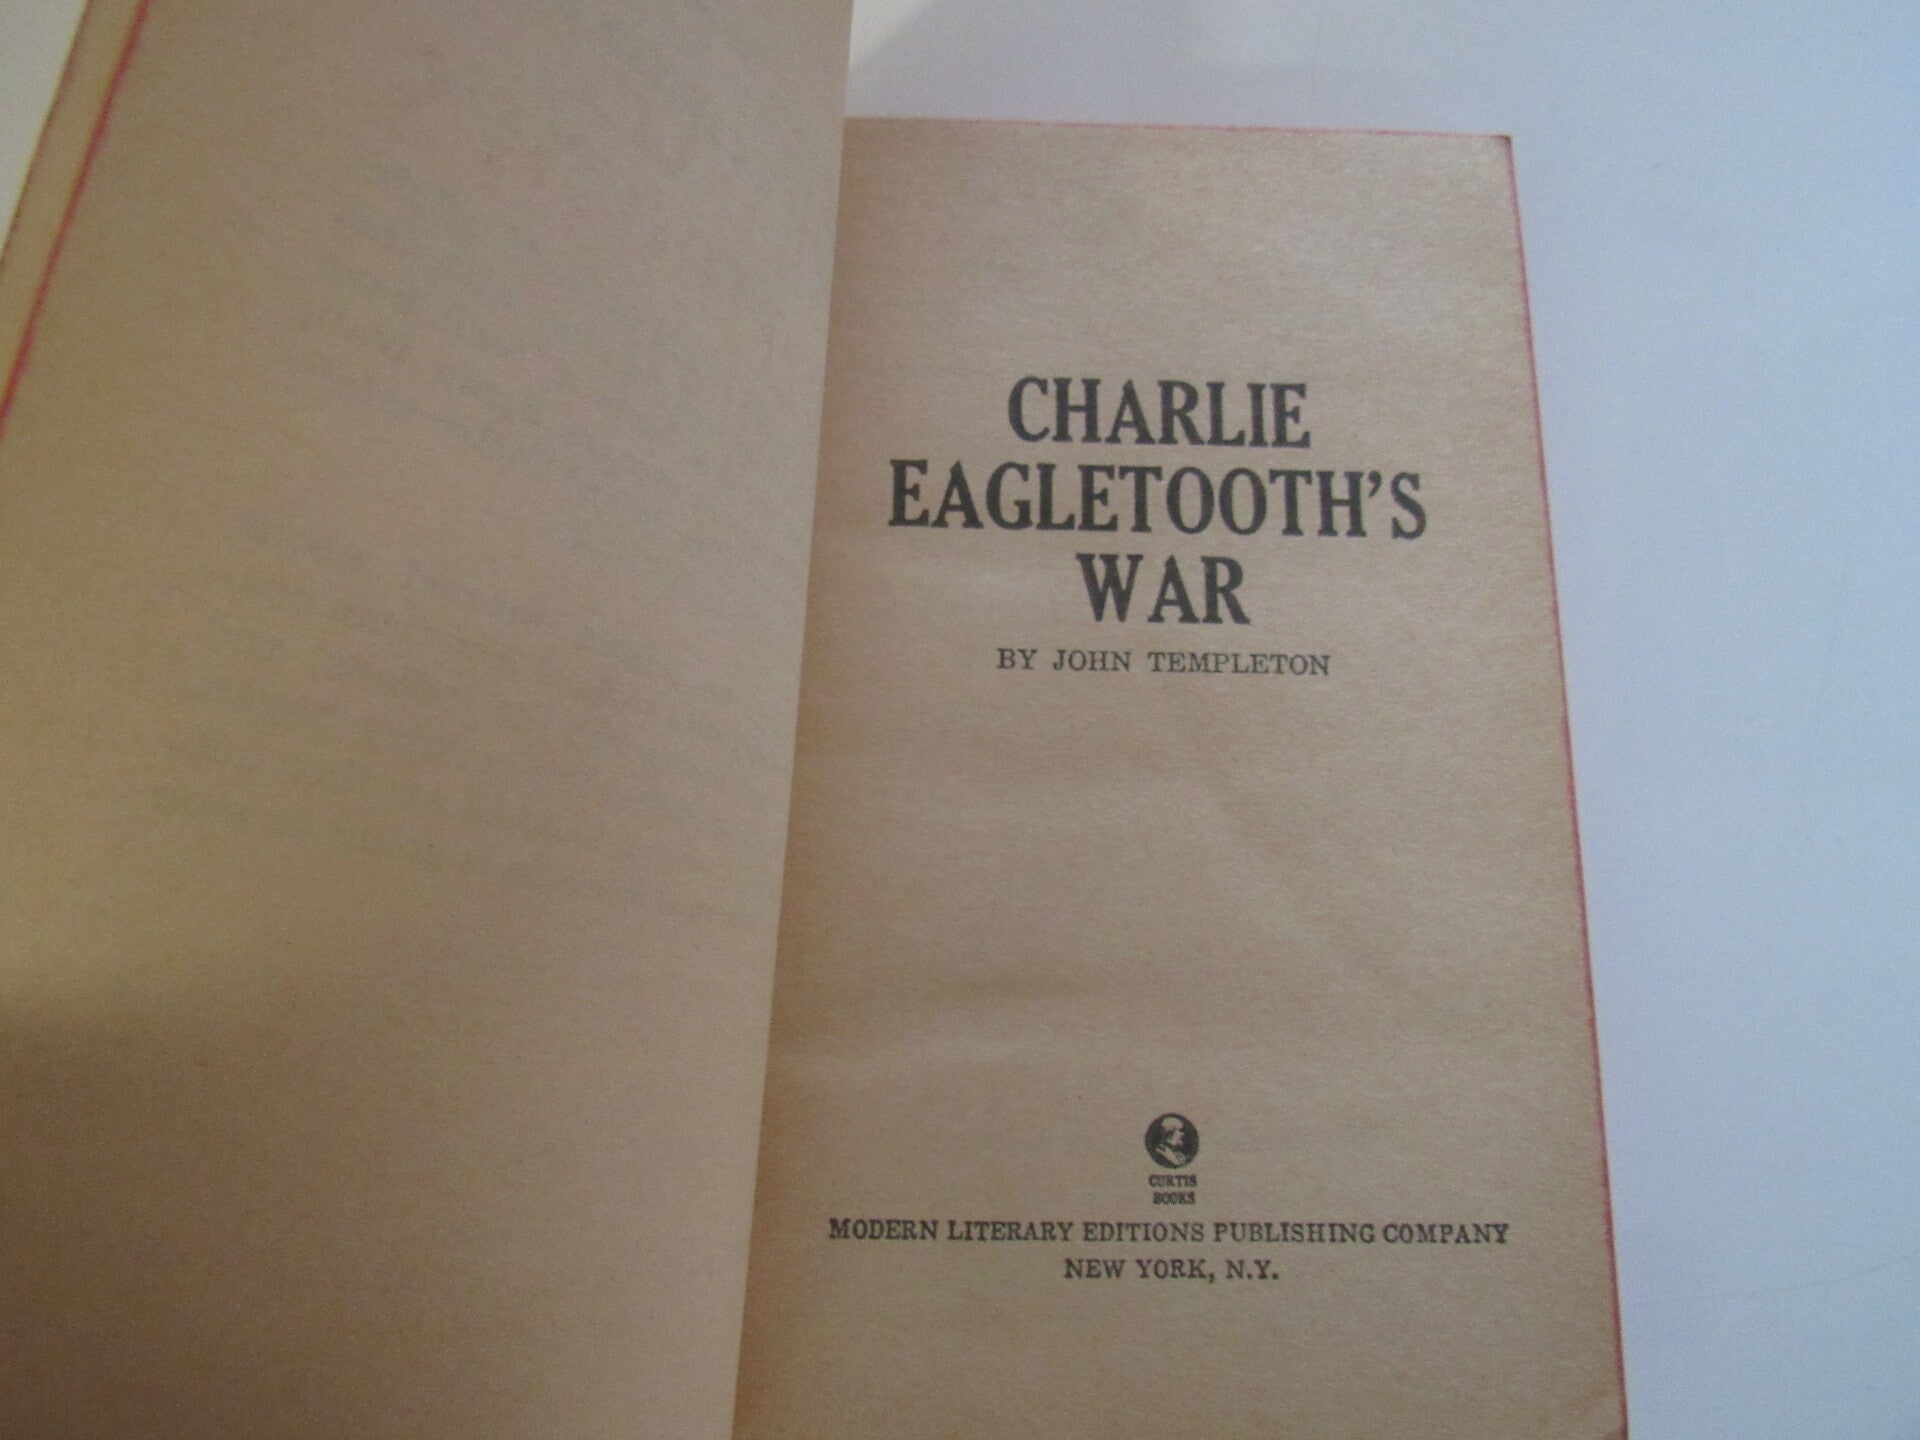 CHARLIE
EAGLETOOTH'S
WAR
BY JOHN TEMPLETON
CURTIS
BOOKS
MODERN LITERARY EDITIONS PUBLISHING COMPANY
NEW YORK, N.Y.